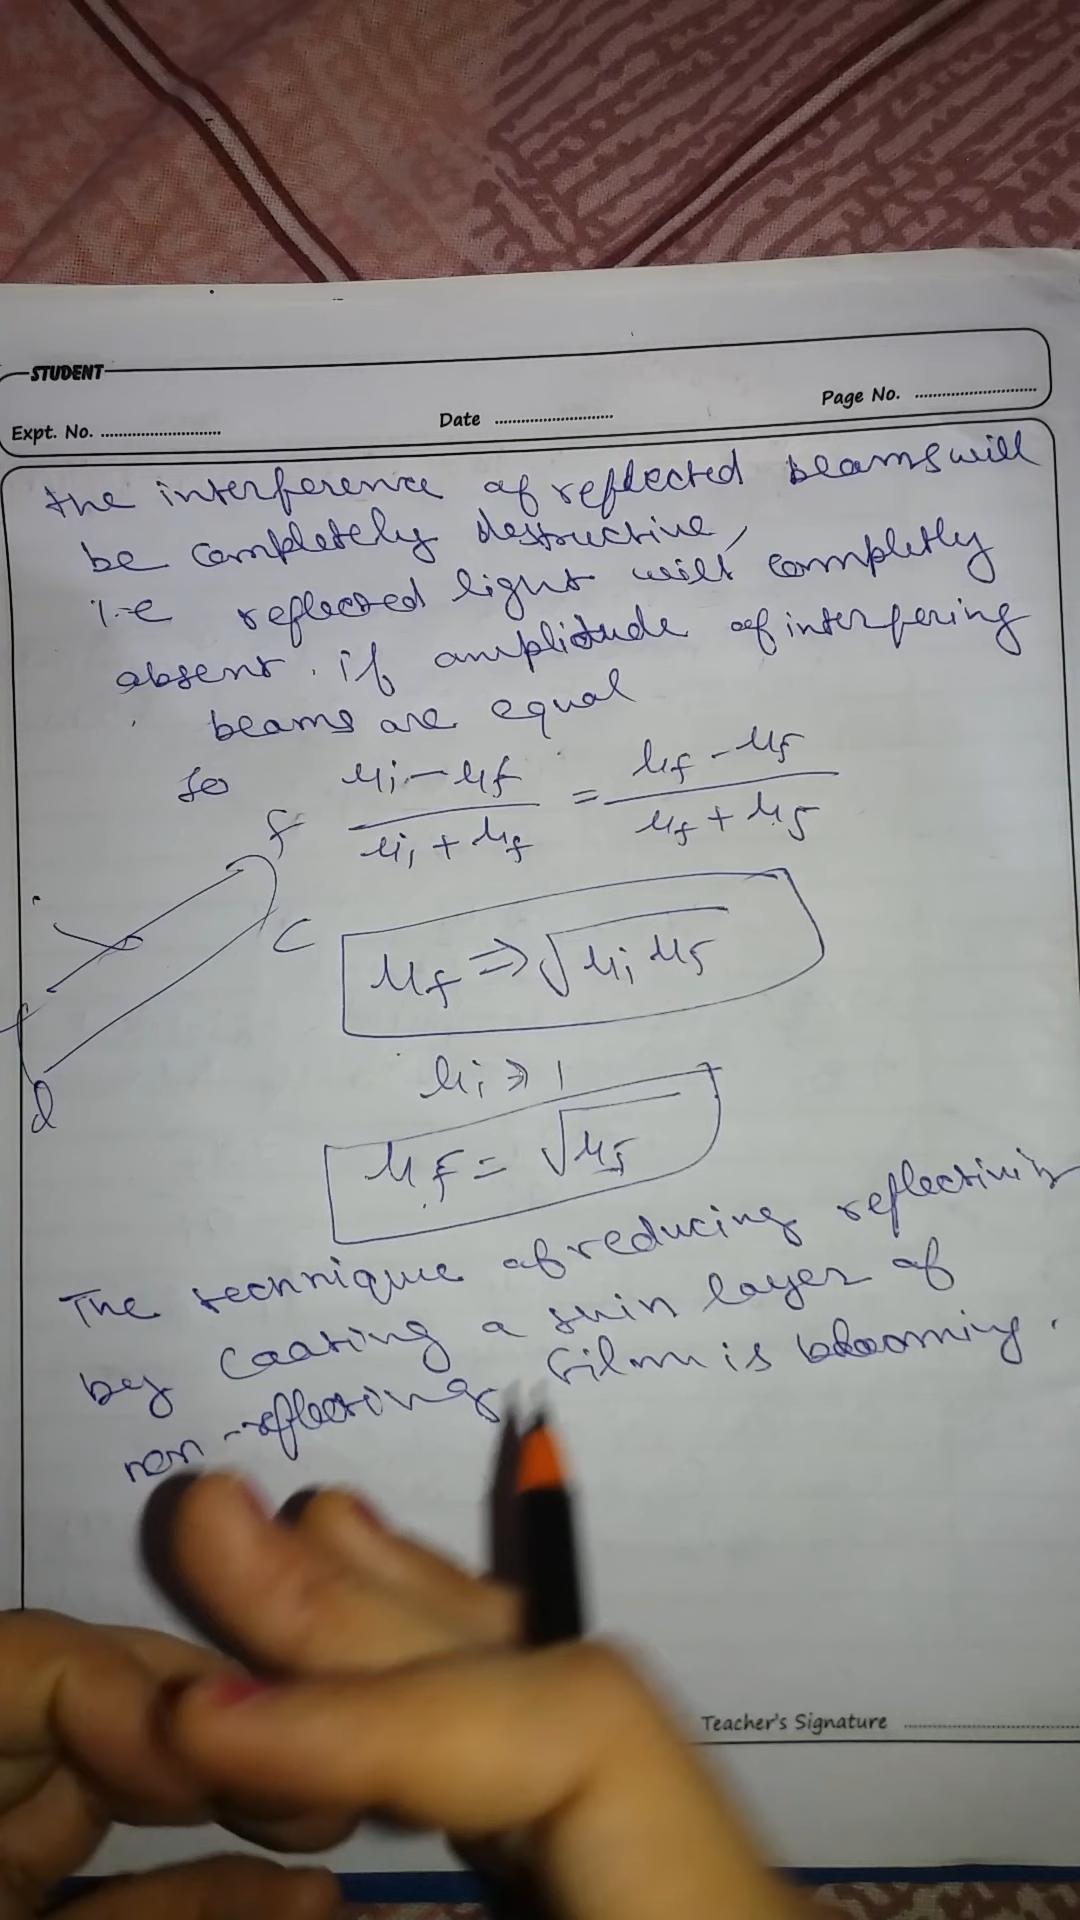 STUDENT
Expt. No. ............................
Date ............................
Page No. ............................
the interference of reflected beams will
be completely destructive,
i.e reflected light will completly
absent. if amplitude of interfering
beams are equal
so μi - μf / μi + μf = μf - μs / μf + μs
f
c
μf ⇒ √μi μs
μi ⇒ 1
d
μf = √μs
The technique of reducing reflectivity
by coating a thin layer of
non-reflecting film is blooming.
Teacher's Signature ............................